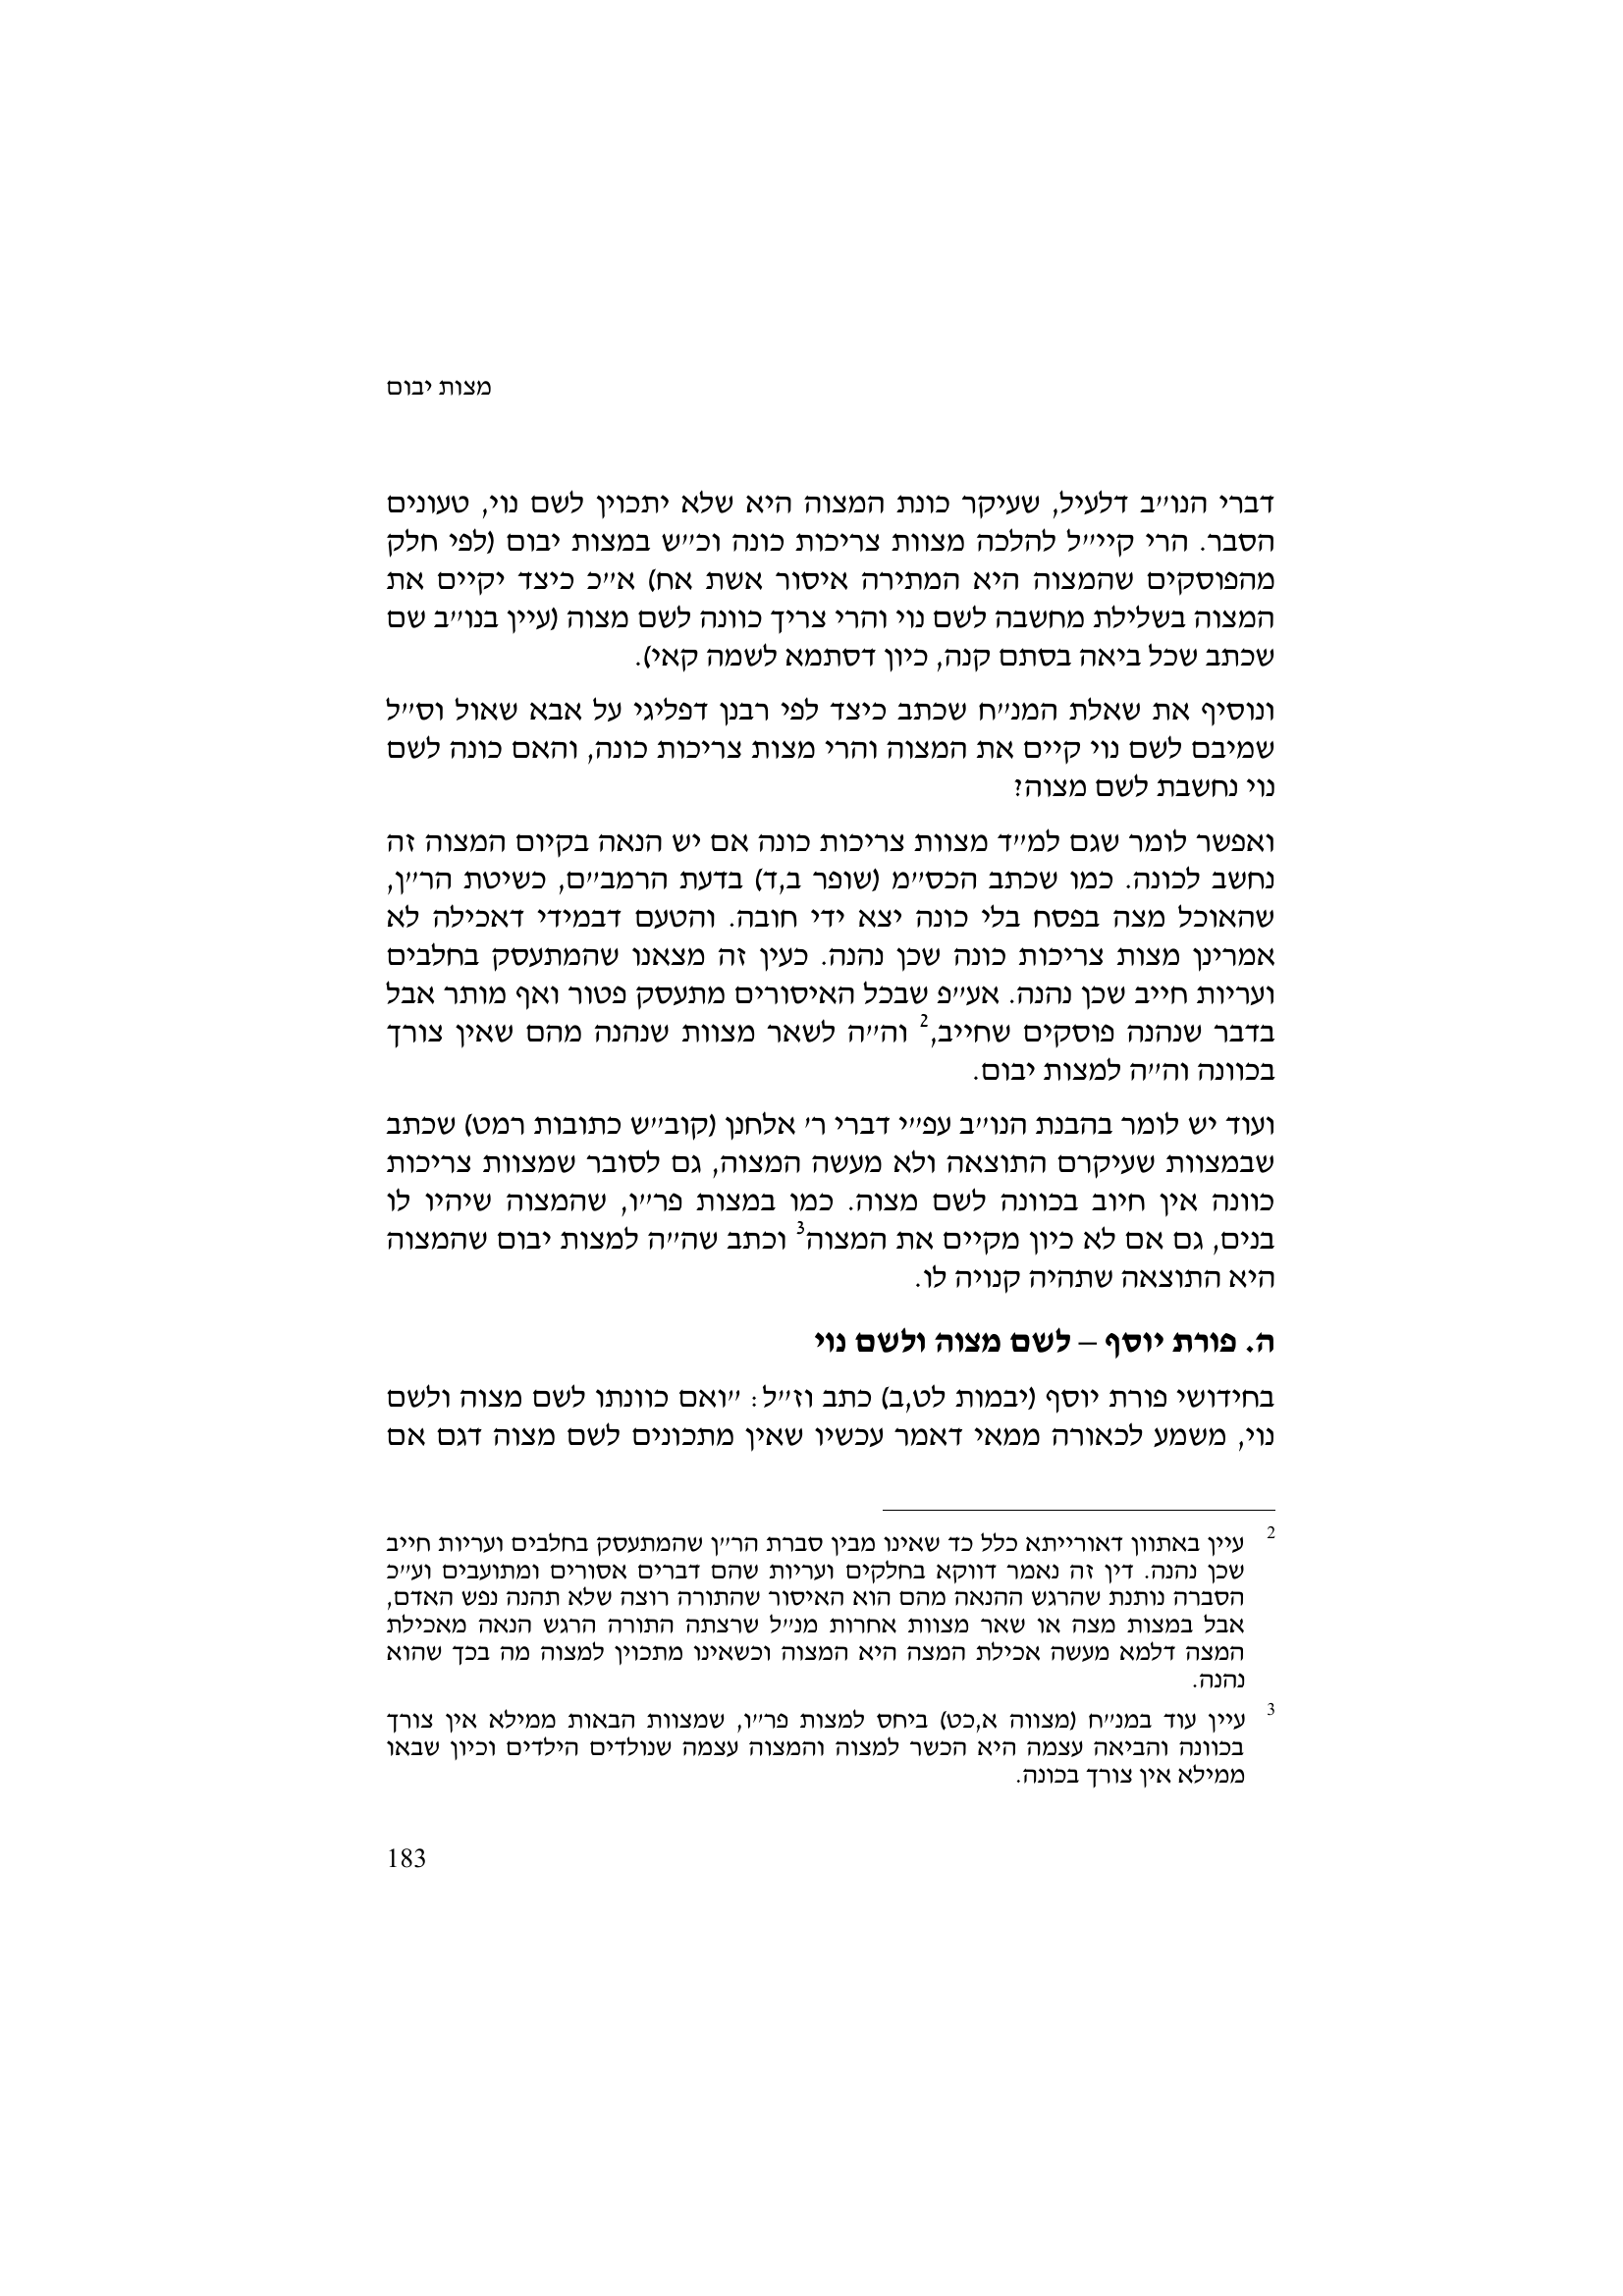 מצות יבום
דברי הנו״ב דלעיל, שעיקר כונת המצוה היא שלא יתכוין לשם נוי, טעונים
הסבר. הרי קיי״ל להלכה מצוות צריכות כונה וכ״ש במצות יבום (לפי חלק
מהפוסקים שהמצוה היא המתירה איסור אשת אח) א״כ כיצד יקיים את
המצוה בשלילת מחשבה לשם נוי והרי צריך כוונה לשם מצוה (עיין בנו״ב שם
שכתב שכל ביאה בסתם קנה, כיון דסתמא לשמה קאי).
ונוסיף את שאלת המנ״ח שכתב כיצד לפי רבנן דפליגי על אבא שאול וס״ל
שמיבם לשם נוי קיים את המצוה והרי מצות צריכות כונה, והאם כונה לשם
נוי נחשבת לשם מצוה?
ואפשר לומר שגם למ״ד מצוות צריכות כונה אם יש הנאה בקיום המצוה זה
נחשב לכונה. כמו שכתב הכס״מ (שופר ב,ד) בדעת הרמב״ם, כשיטת הר״ן,
שהאוכל מצה בפסח בלי כונה יצא ידי חובה. והטעם דבמידי דאכילה לא
אמרינן מצות צריכות כונה שכן נהנה. כעין זה מצאנו שהמתעסק בחלבים
ועריות חייב שכן נהנה. אע״פ שבכל האיסורים מתעסק פטור ואף מותר אבל
בדבר שנהנה פוסקים שחייב,2 וה״ה לשאר מצוות שנהנה מהם שאין צורך
בכוונה וה״ה למצות יבום.
ועוד יש לומר בהבנת הנו״ב עפ״י דברי ר׳ אלחנן (קוב״ש כתובות רמט) שכתב
שבמצוות שעיקרם התוצאה ולא מעשה המצוה, גם לסובר שמצוות צריכות
כוונה אין חיוב בכוונה לשם מצוה. כמו במצות פר״ו, שהמצוה שיהיו לו
בנים, גם אם לא כיון מקיים את המצוה3 וכתב שה״ה למצות יבום שהמצוה
היא התוצאה שתהיה קנויה לו.
ה. פורת יוסף – לשם מצוה ולשם נוי
בחידושי פורת יוסף (יבמות לט,ב) כתב וז״ל: ״ואם כוונתו לשם מצוה ולשם
נוי, משמע לכאורה ממאי דאמר עכשיו שאין מתכונים לשם מצוה דגם אם
2 עיין באתוון דאורייתא כלל כד שאינו מבין סברת הר״ן שהמתעסק בחלבים ועריות חייב
שכן נהנה. דין זה נאמר דווקא בחלקים ועריות שהם דברים אסורים ומתועבים וע״כ
הסברה נותנת שהרגש ההנאה מהם הוא האיסור שהתורה רוצה שלא תהנה נפש האדם,
אבל במצות מצה או שאר מצוות אחרות מנ״ל שרצתה התורה הרגש הנאה מאכילת
המצה דלמא מעשה אכילת המצה היא המצוה וכשאינו מתכוין למצוה מה בכך שהוא
נהנה.
3 עיין עוד במנ״ח (מצווה א,כט) ביחס למצות פר״ו, שמצוות הבאות ממילא אין צורך
בכוונה והביאה עצמה היא הכשר למצוה והמצוה עצמה שנולדים הילדים וכיון שבאו
ממילא אין צורך בכונה.
183